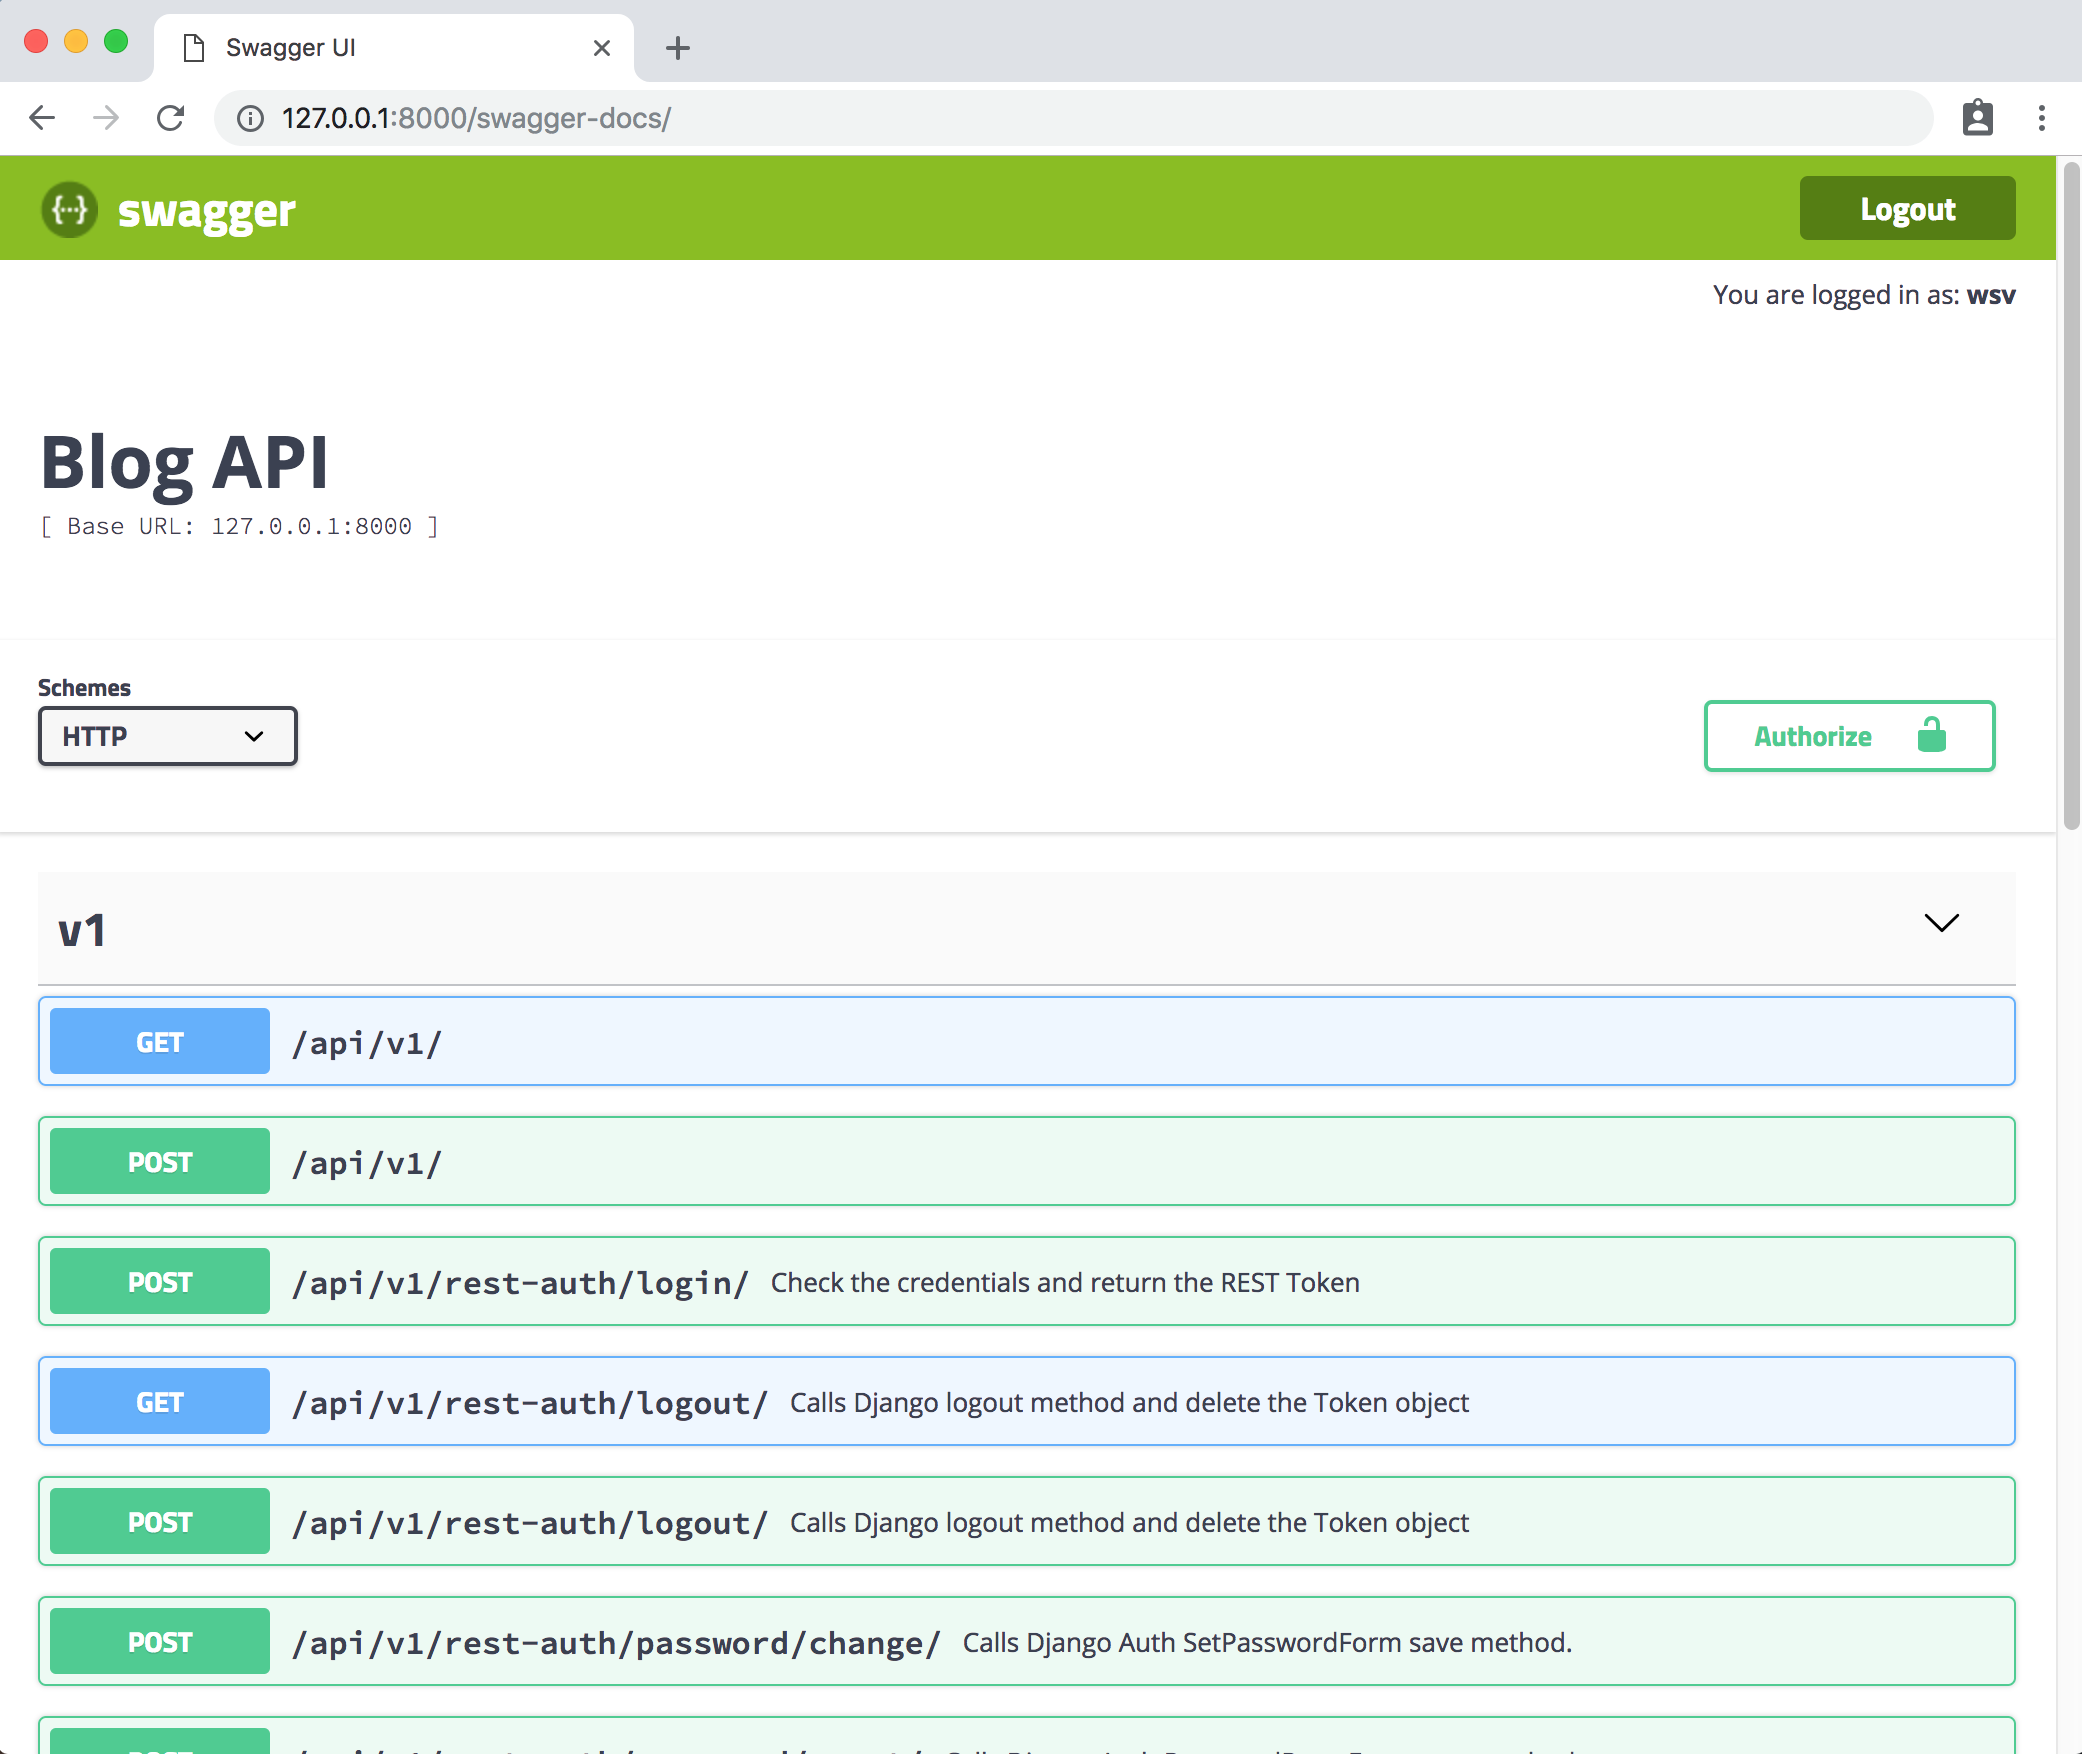 Swagger UI
127.0.0.1:8000/swagger-docs/
{···} swagger
Logout
You are logged in as: wsv
Blog API
[ Base URL: 127.0.0.1:8000 ]
Schemes
HTTP
Authorize
v1
GET /api/v1/
POST /api/v1/
POST /api/v1/rest-auth/login/ Check the credentials and return the REST Token
GET /api/v1/rest-auth/logout/ Calls Django logout method and delete the Token object
POST /api/v1/rest-auth/logout/ Calls Django logout method and delete the Token object
POST /api/v1/rest-auth/password/change/ Calls Django Auth SetPasswordForm save method.